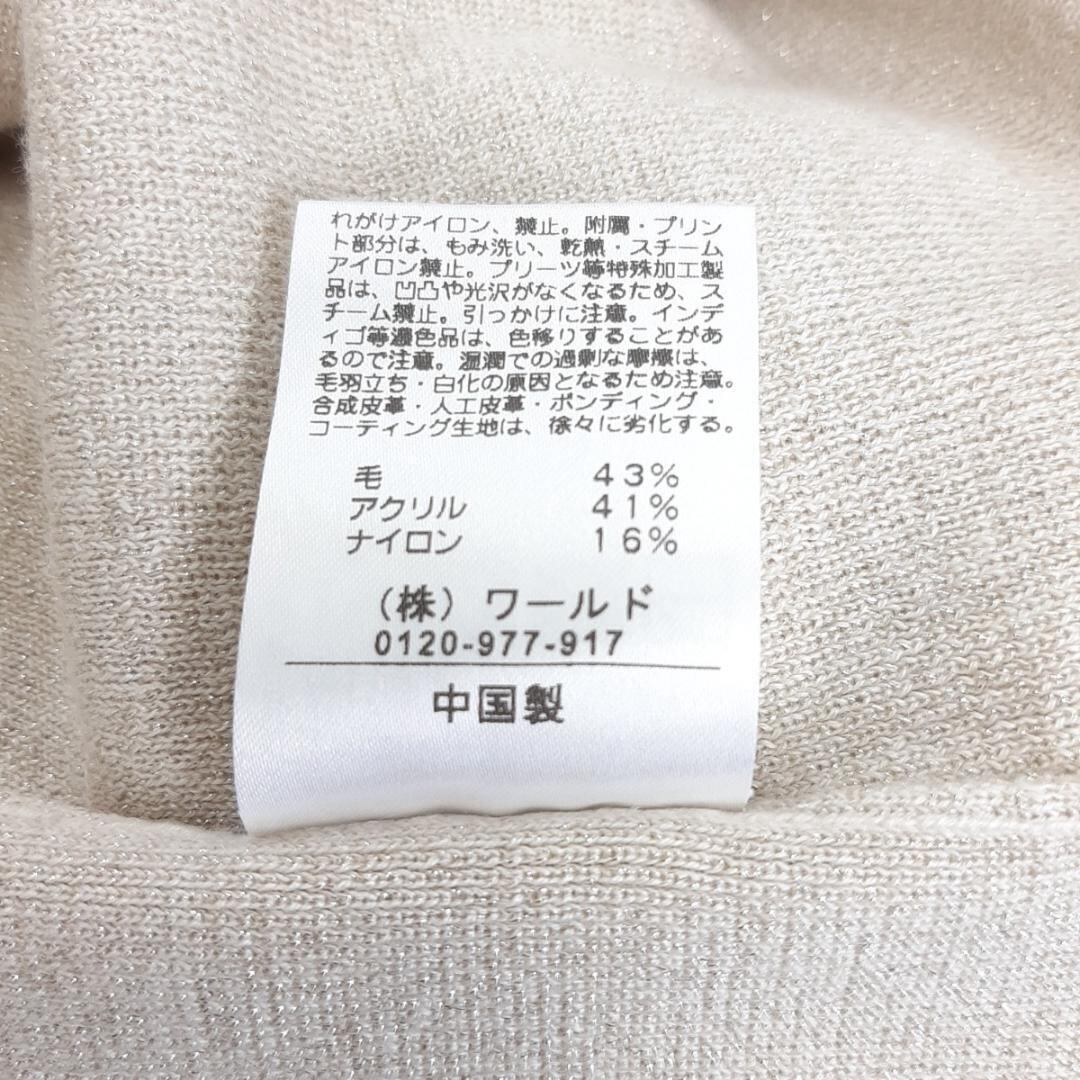 れがけアイロン、禁止。附属・プリン
ト部分は、もみ洗い、乾熱・スチーム
アイロン禁止。プリーツ等特殊加工製
品は、凹凸や光沢がなくなるため、ス
チーム禁止。引っかけに注意。インデ
ィゴ等濃色品は、色移りすることがあ
るので注意。湿潤での過剰な摩擦は、
毛羽立ち・白化の原因となるため注意。
合成皮革・人工皮革・ボンディング・
コーティング生地は、徐々に劣化する。
毛 43%
アクリル 41%
ナイロン 16%
(株)ワールド
0120-977-917
中国製